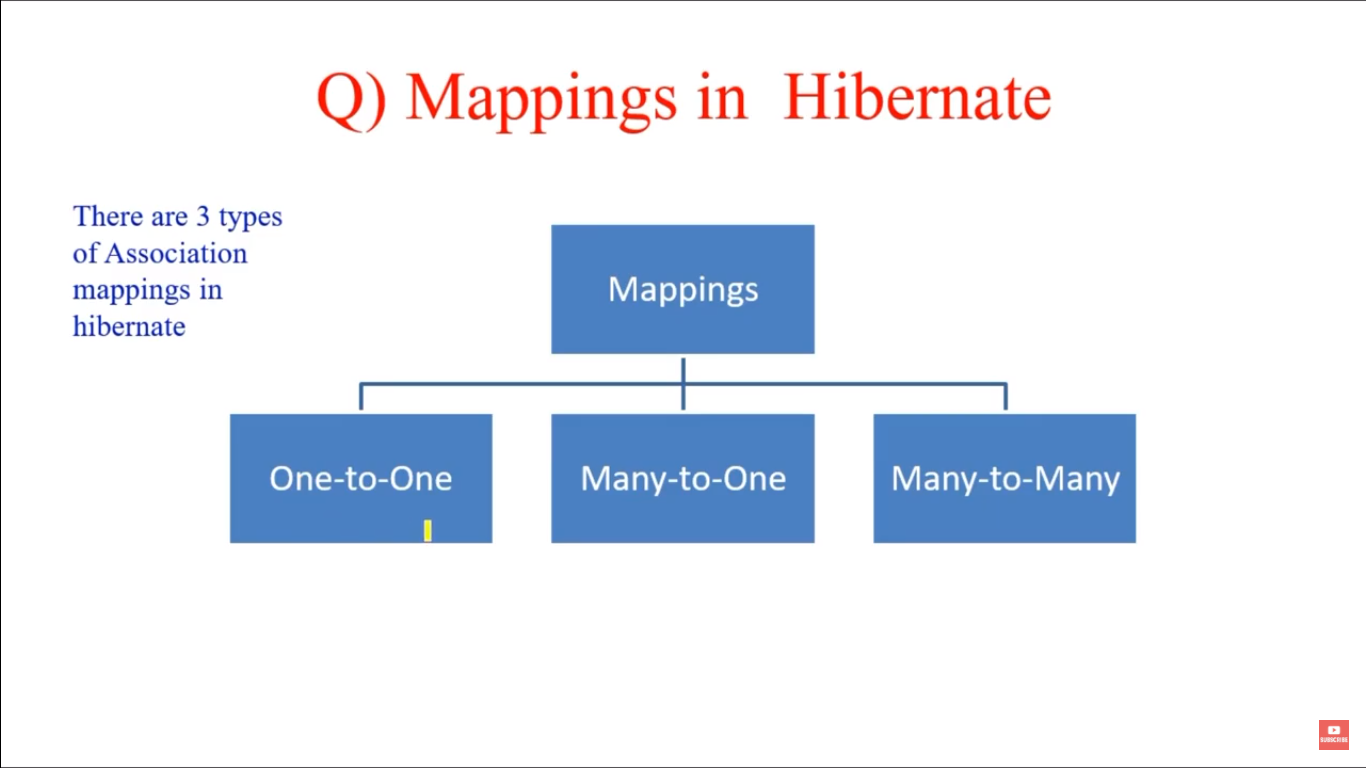 Q) Mappings in Hibernate
There are 3 types
of Association
mappings in
hibernate
Mappings
One-to-One
Many-to-One
Many-to-Many
SUBSCRIBE